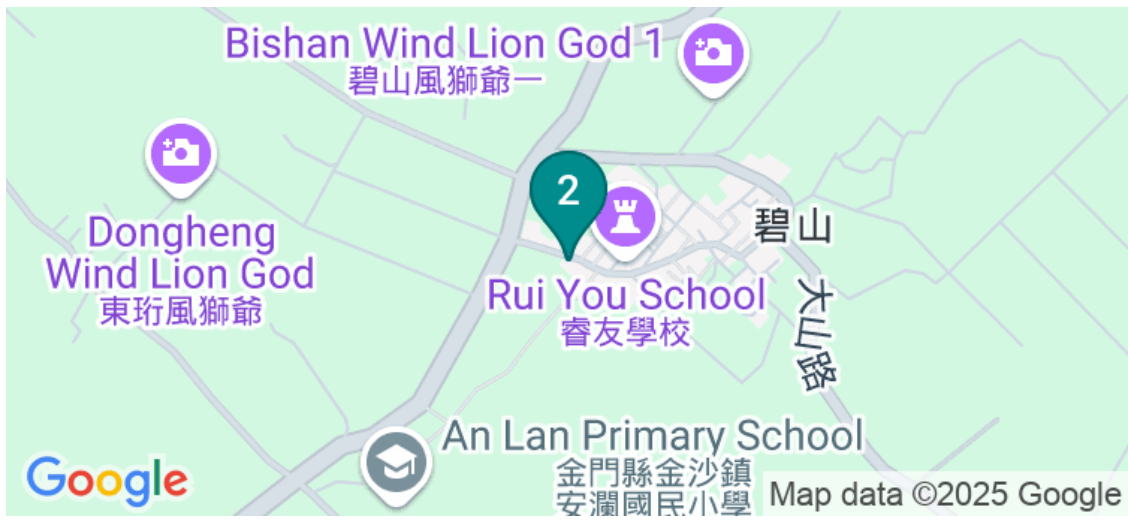 Bishan Wind Lion God 1
碧山風獅爺一
2
Dongheng
Wind Lion God
東珩風獅爺
碧山
Rui You School
睿友學校
大山路
An Lan Primary School
金門縣金沙鎮
安瀾國民小學
Google
Map data ©2025 Google